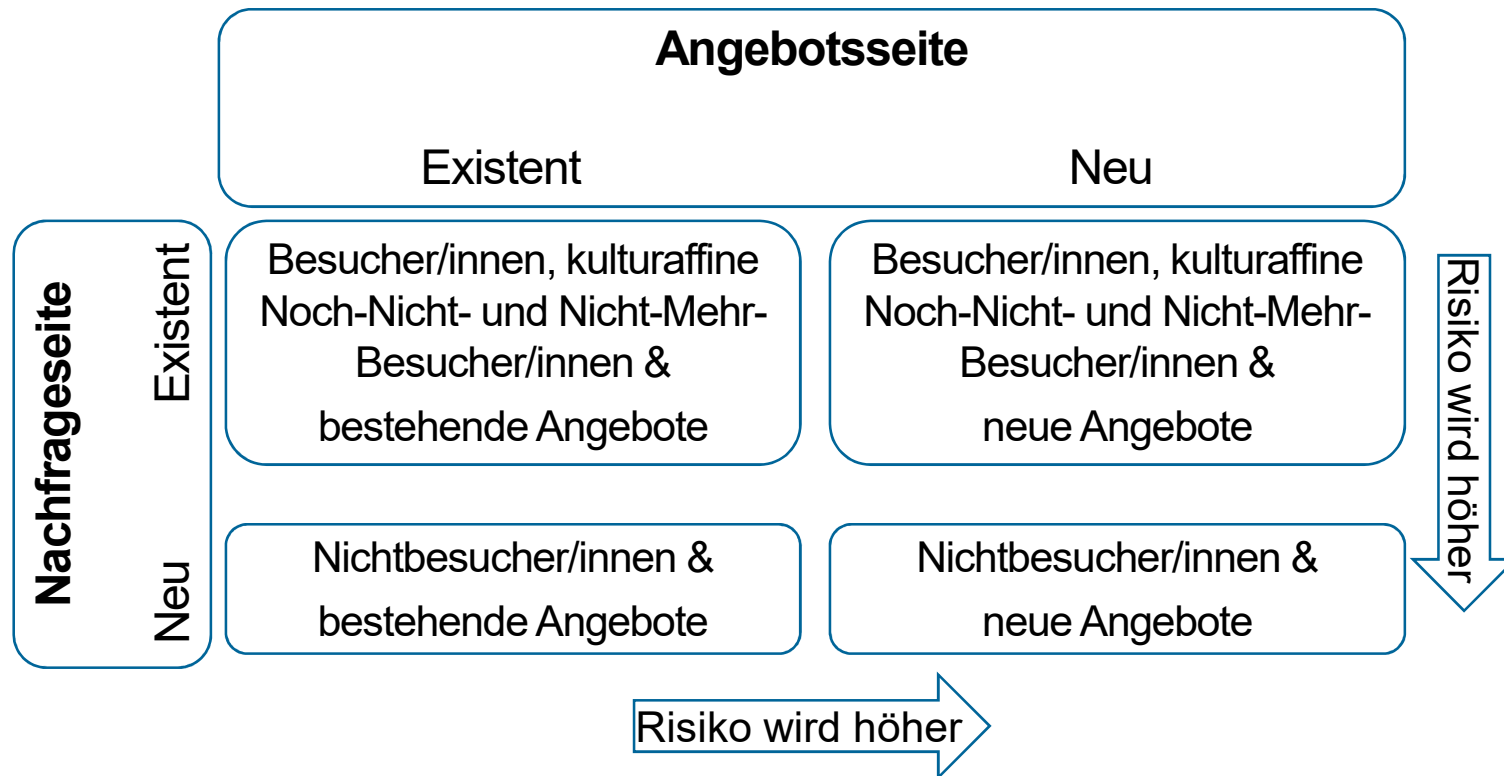 Angebotsseite
Existent
Neu
Nachfrageseite
Existent
Neu
Besucher/innen, kulturaffine
Noch-Nicht- und Nicht-Mehr-
Besucher/innen &
bestehende Angebote
Besucher/innen, kulturaffine
Noch-Nicht- und Nicht-Mehr-
Besucher/innen &
neue Angebote
Nichtbesucher/innen &
bestehende Angebote
Nichtbesucher/innen &
neue Angebote
Risiko wird höher
Risiko wird höher